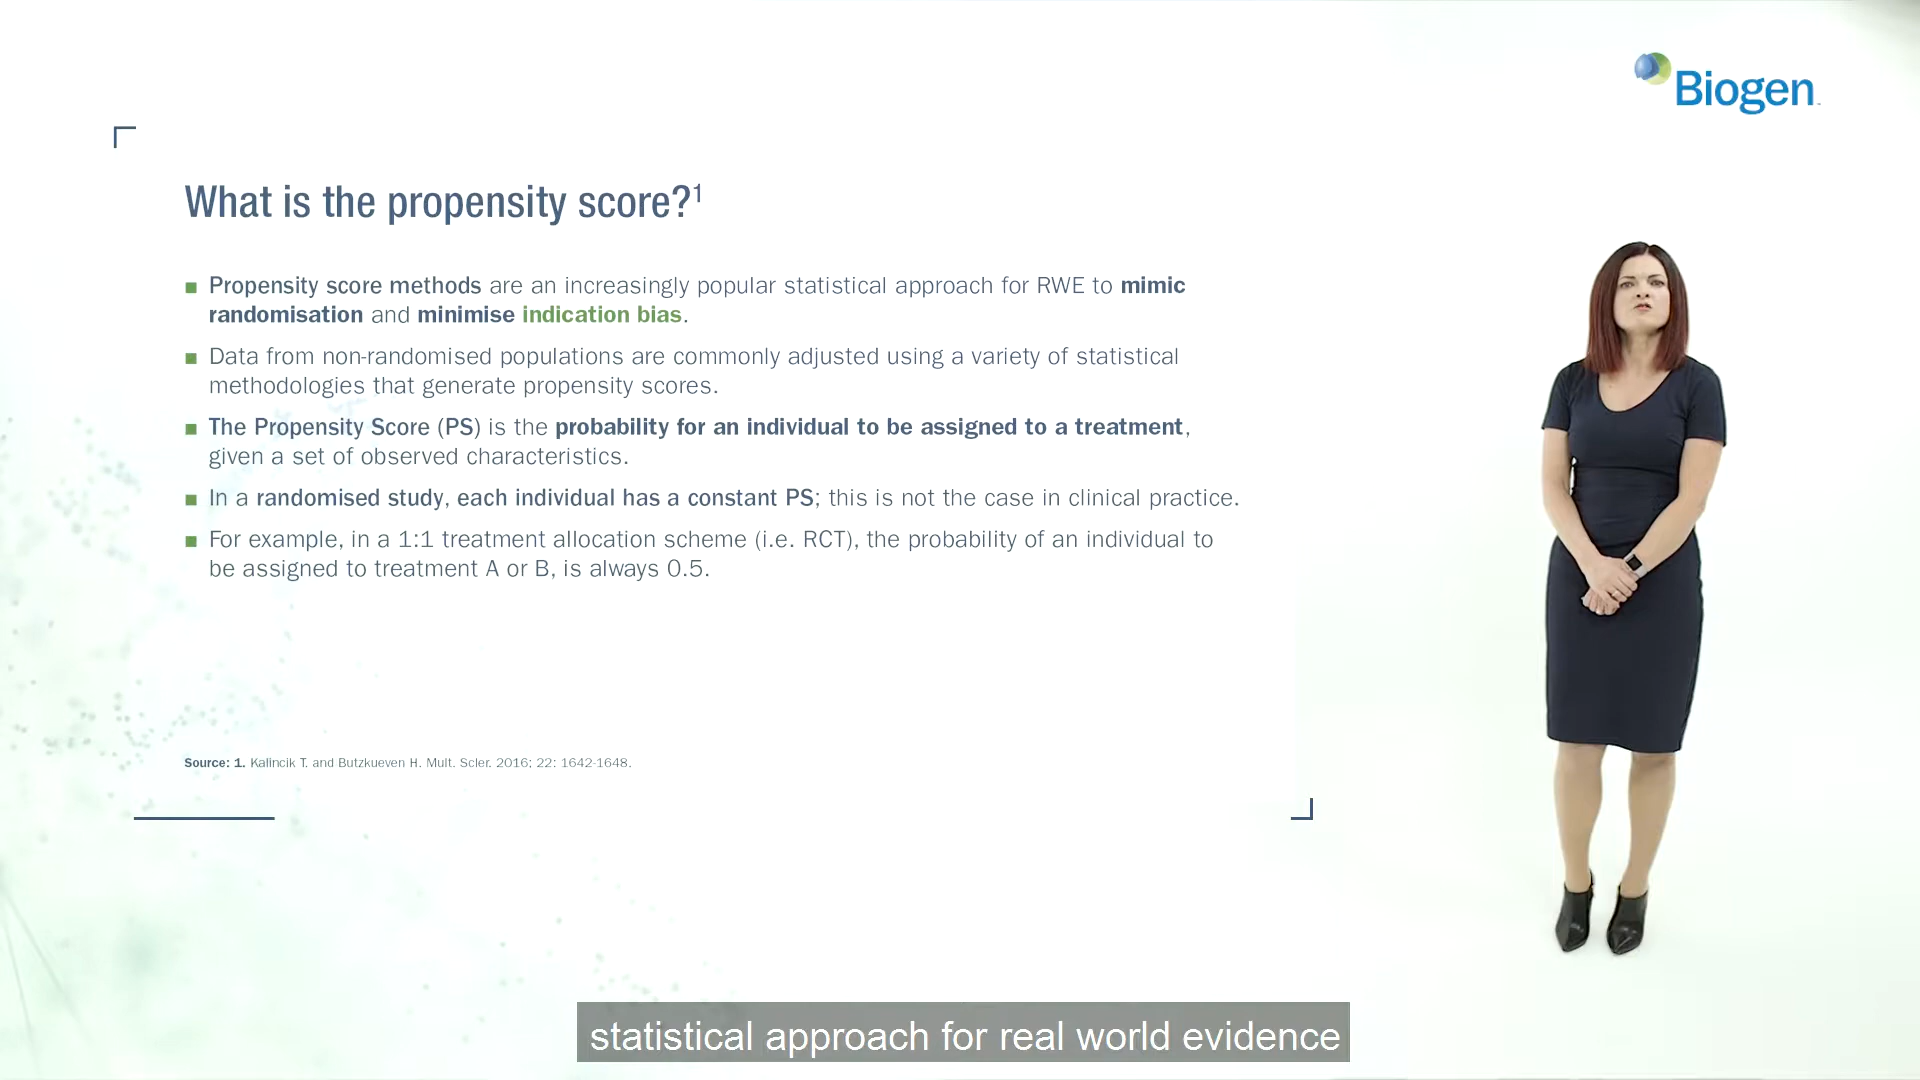 Biogen
What is the propensity score?¹
Propensity score methods are an increasingly popular statistical approach for RWE to mimic
randomisation and minimise indication bias.
Data from non-randomised populations are commonly adjusted using a variety of statistical
methodologies that generate propensity scores.
The Propensity Score (PS) is the probability for an individual to be assigned to a treatment,
given a set of observed characteristics.
In a randomised study, each individual has a constant PS; this is not the case in clinical practice.
For example, in a 1:1 treatment allocation scheme (i.e. RCT), the probability of an individual to
be assigned to treatment A or B, is always 0.5.
Source: 1. Kalincik T. and Butzkueven H. Mult. Scler. 2016; 22: 1642-1648.
statistical approach for real world evidence